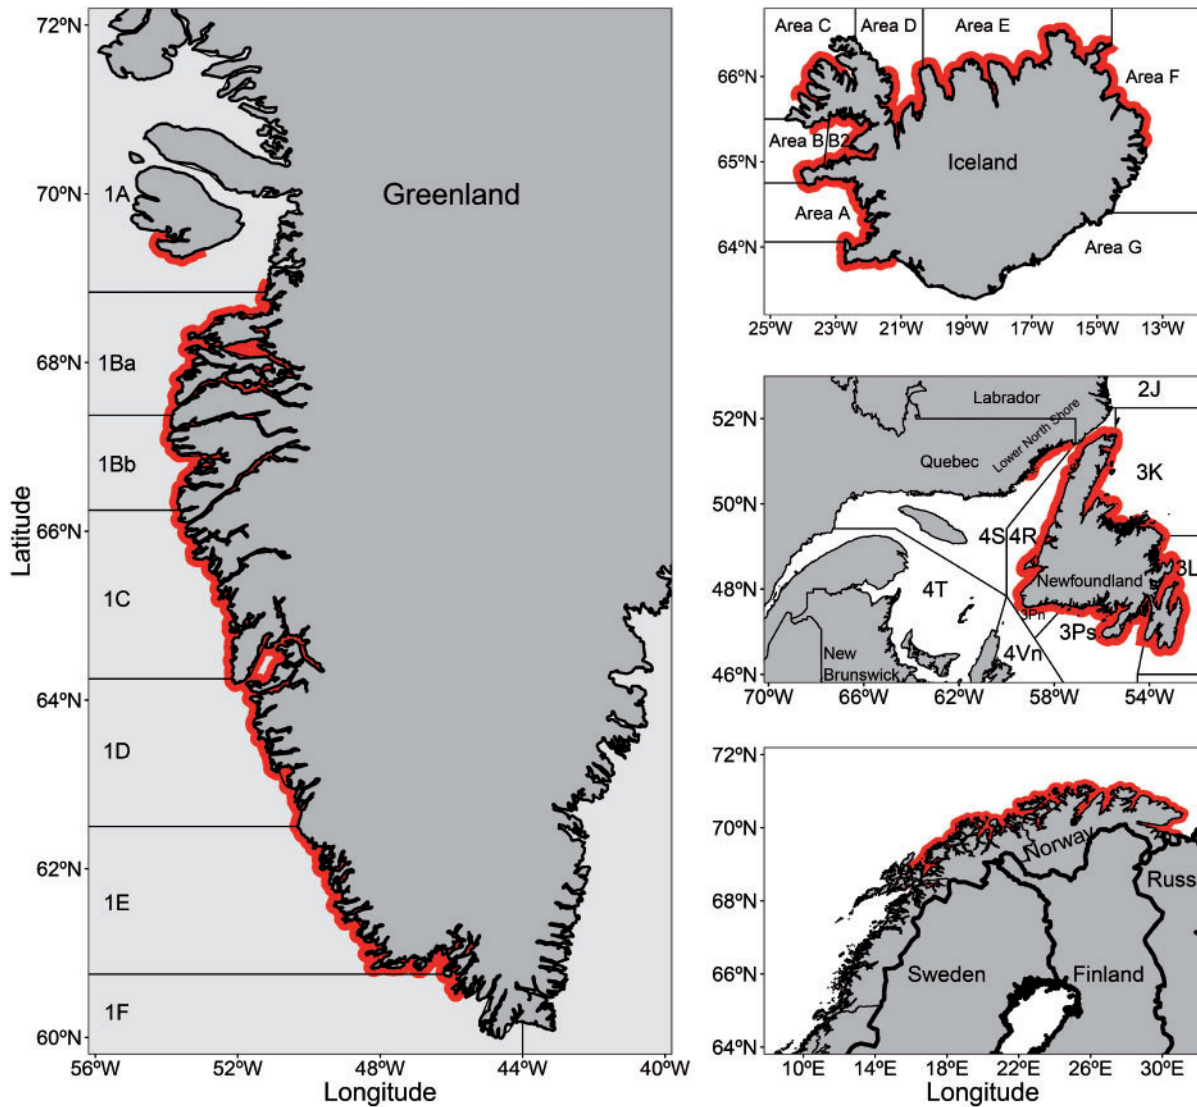 72ºN
70ºN
68ºN
66ºN
64ºN
62ºN
60ºN
Latitude
1A
1Ba
1Bb
1C
1D
1E
1F
Greenland
56ºW
52ºW
48ºW
44ºW
40ºW
Longitude
Area C
Area D
Area E
66ºN
Area F
Area B
B2
65ºN
Iceland
Area A
64ºN
Area G
25ºW
23ºW
21ºW
19ºW
17ºW
15ºW
13ºW
52ºN
Labrador
2J
Lower North Shore
Quebec
3K
50ºN
4S
4R
3L
48ºN
4T
Newfoundland
3Pn
3Ps
4Vn
New
Brunswick
46ºN
70ºW
66ºW
62ºW
58ºW
54ºW
72ºN
70ºN
Norway
68ºN
Russ
66ºN
Sweden
Finland
64ºN
10ºE
14ºE
18ºE
22ºE
26ºE
30ºE
Longitude